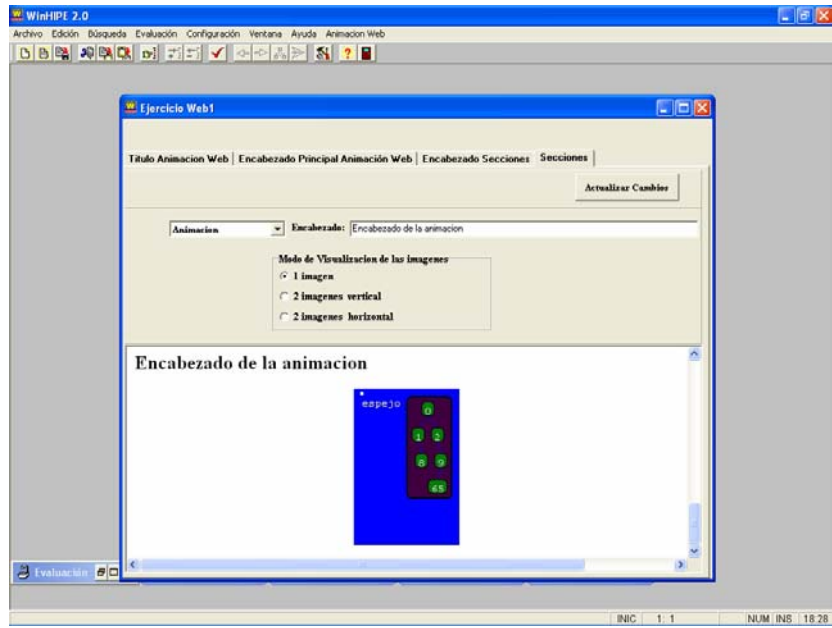 WinHIPE 2.0
Archivo Edición Búsqueda Evaluación Configuración Ventana Ayuda Animacion Web
Ejercicio Web1
Titulo Animacion Web Encabezado Principal Animación Web Encabezado Secciones Secciones
Actualizar Cambios
Animacion Encabezado: Encabezado de la animacion
Modo de Visualizacion de las imagenes
1 imagen
2 imagenes vertical
2 imagenes horizontal
Encabezado de la animacion
espejo 0
1 2
8 9
65
Evaluación
INIC 1: 1 NUM INS 18:28